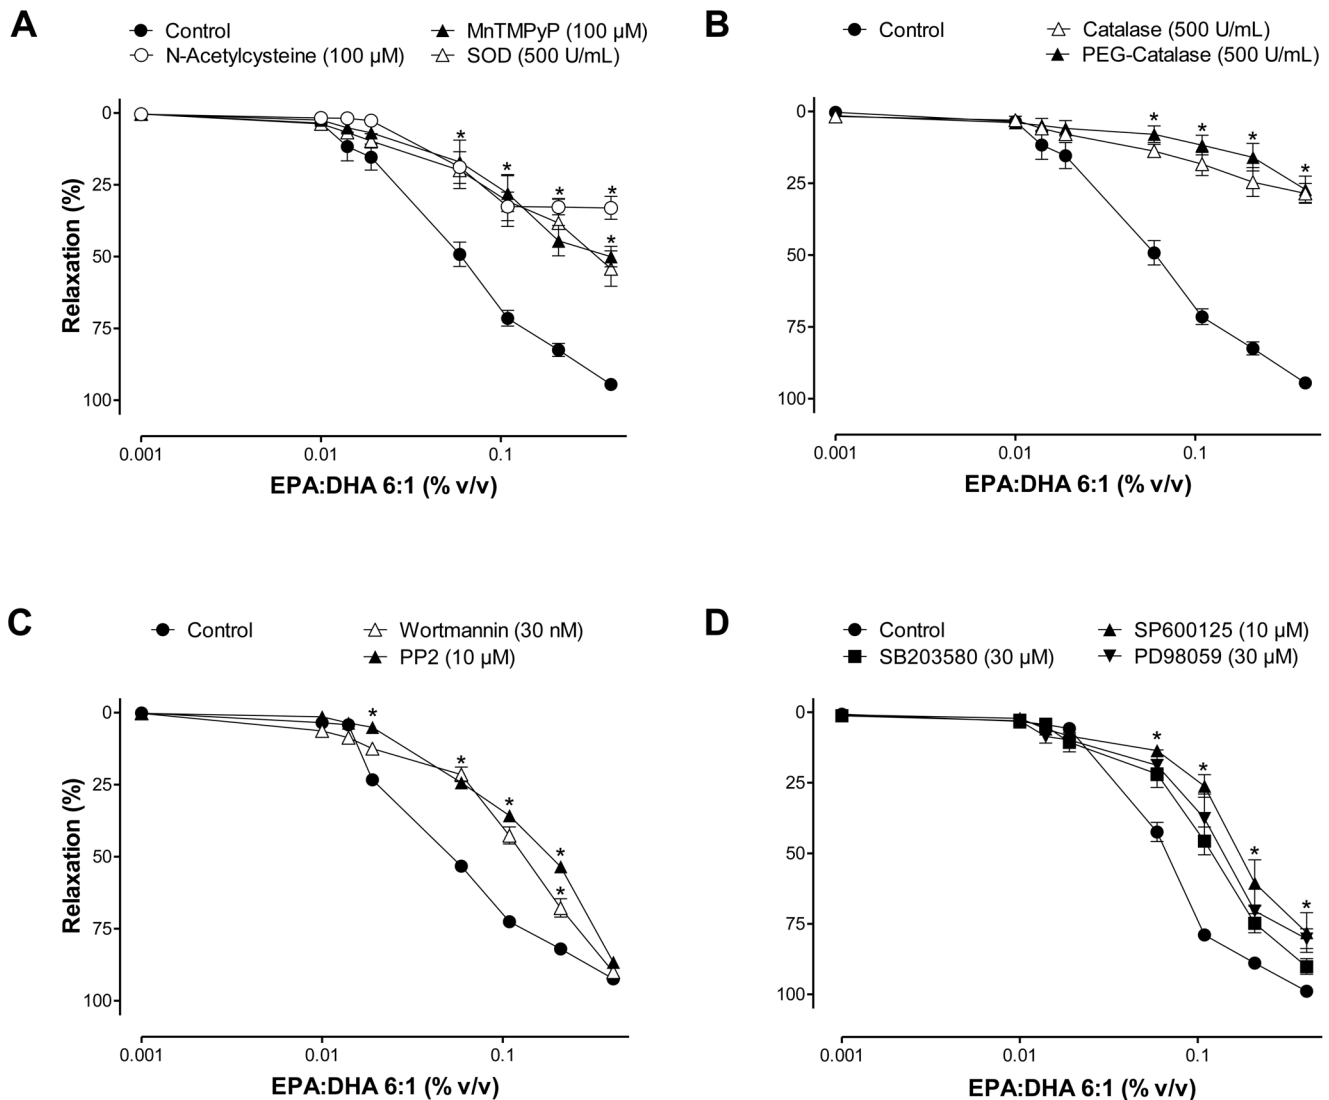 A
Control
N-Acetylcysteine (100 µM)
MnTMPyP (100 µM)
SOD (500 U/mL)
Relaxation (%)
0
25
50
75
100
* * * * *
0.001 0.01 0.1
EPA:DHA 6:1 (% v/v)
B
Control
Catalase (500 U/mL)
PEG-Catalase (500 U/mL)
0
25
50
75
100
* * * *
0.001 0.01 0.1
EPA:DHA 6:1 (% v/v)
C
Control
Wortmannin (30 nM)
PP2 (10 µM)
Relaxation (%)
0
25
50
75
100
* * * * *
0.001 0.01 0.1
EPA:DHA 6:1 (% v/v)
D
Control
SB203580 (30 µM)
SP600125 (10 µM)
PD98059 (30 µM)
0
25
50
75
100
* * * *
0.001 0.01 0.1
EPA:DHA 6:1 (% v/v)